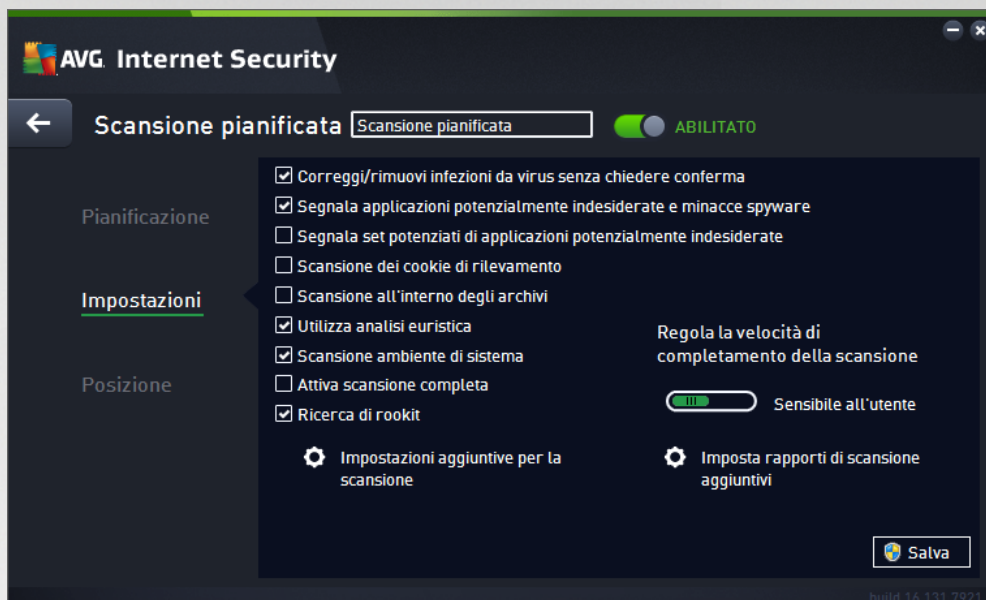 AVG. Internet Security
Scansione pianificata
Scansione pianificata
ABILITATO
Pianificazione
Impostazioni
Posizione
Correggi/rimuovi infezioni da virus senza chiedere conferma
Segnala applicazioni potenzialmente indesiderate e minacce spyware
Segnala set potenziati di applicazioni potenzialmente indesiderate
Scansione dei cookie di rilevamento
Scansione all'interno degli archivi
Utilizza analisi euristica
Scansione ambiente di sistema
Attiva scansione completa
Ricerca di rookit
Regola la velocità di
completamento della scansione
Sensibile all'utente
Impostazioni aggiuntive per la
scansione
Imposta rapporti di scansione
aggiuntivi
Salva
build 16.131.7921